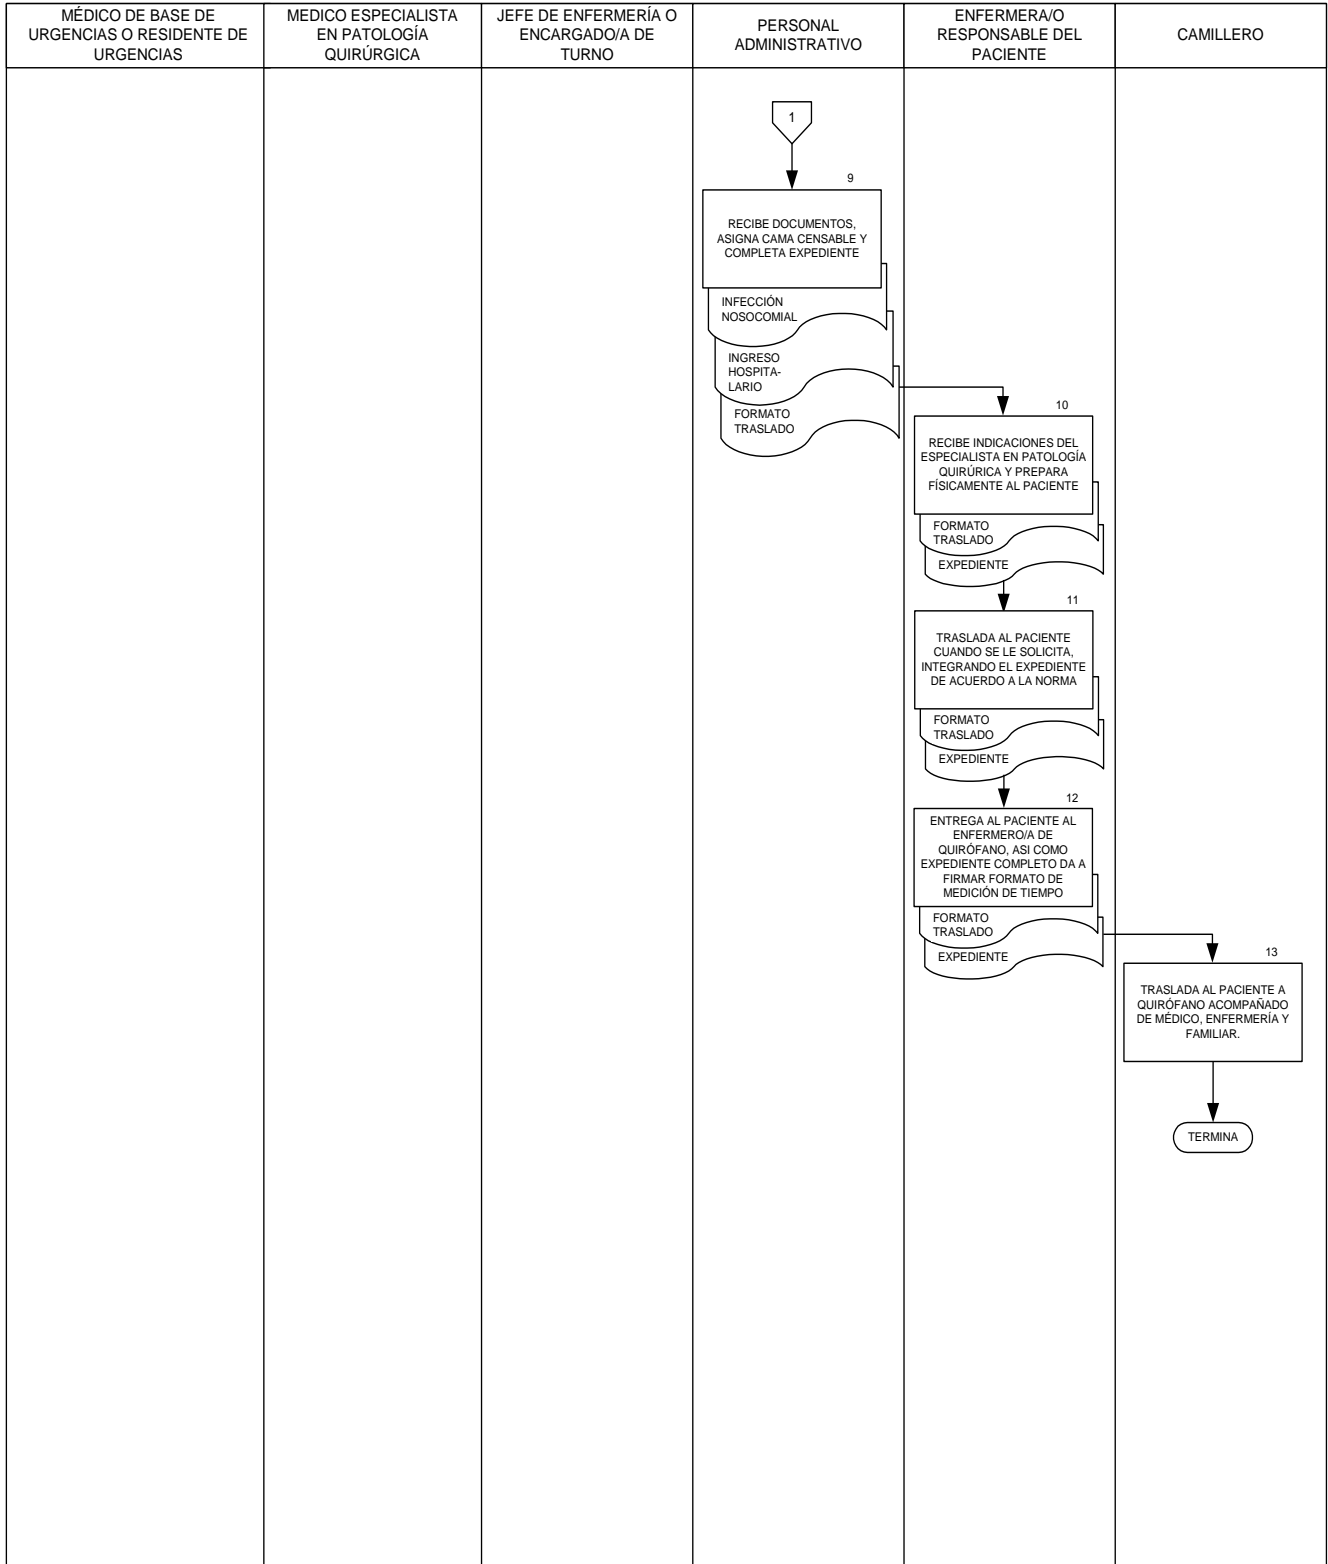 MÉDICO DE BASE DE
URGENCIAS O RESIDENTE DE
URGENCIAS
MEDICO ESPECIALISTA
EN PATOLOGÍA
QUIRÚRGICA
JEFE DE ENFERMERÍA O
ENCARGADO/A DE
TURNO
PERSONAL
ADMINISTRATIVO
ENFERMERA/O
RESPONSABLE DEL
PACIENTE
CAMILLERO
1
9
RECIBE DOCUMENTOS,
ASIGNA CAMA CENSABLE Y
COMPLETA EXPEDIENTE
INFECCIÓN
NOSOCOMIAL
INGRESO
HOSPITA-
LARIO
FORMATO
TRASLADO
10
RECIBE INDICACIONES DEL
ESPECIALISTA EN PATOLOGÍA
QUIRÚRICA Y PREPARA
FÍSICAMENTE AL PACIENTE
FORMATO
TRASLADO
EXPEDIENTE
11
TRASLADA AL PACIENTE
CUANDO SE LE SOLICITA,
INTEGRANDO EL EXPEDIENTE
DE ACUERDO A LA NORMA
FORMATO
TRASLADO
EXPEDIENTE
12
ENTREGA AL PACIENTE AL
ENFERMERO/A DE
QUIRÓFANO, ASI COMO
EXPEDIENTE COMPLETO DA A
FIRMAR FORMATO DE
MEDICIÓN DE TIEMPO
FORMATO
TRASLADO
EXPEDIENTE
13
TRASLADA AL PACIENTE A
QUIRÓFANO ACOMPAÑADO
DE MÉDICO, ENFERMERÍA Y
FAMILIAR.
TERMINA